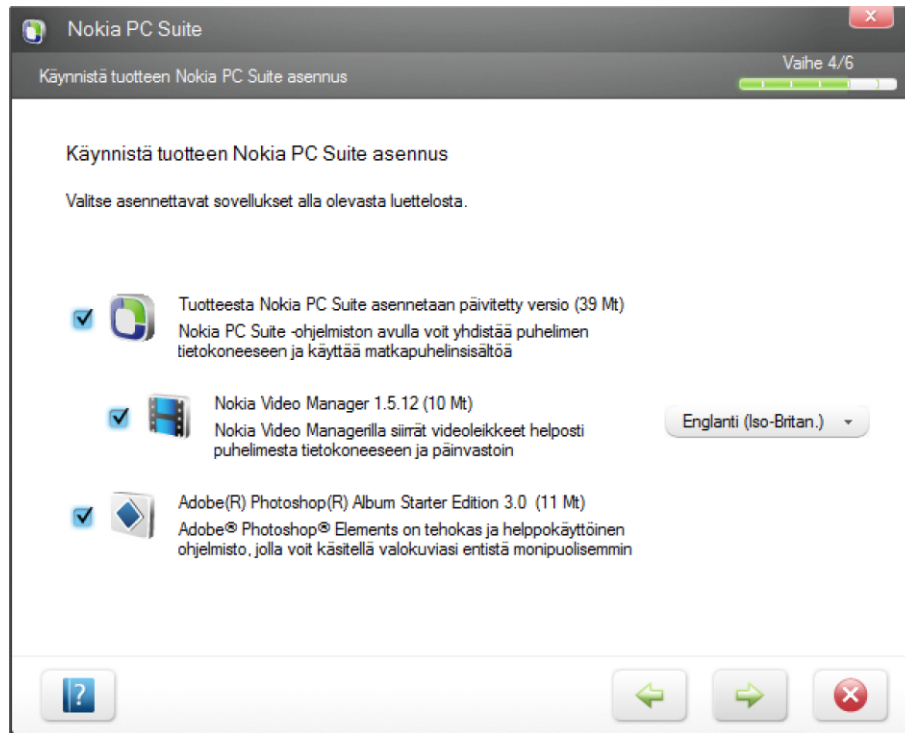 Nokia PC Suite
Käynnistä tuotteen Nokia PC Suite asennus
Vaihe 4/6
Käynnistä tuotteen Nokia PC Suite asennus
Valitse asennettavat sovellukset alla olevasta luettelosta.
Tuotteesta Nokia PC Suite asennetaan päivitetty versio (39 Mt)
Nokia PC Suite -ohjelmiston avulla voit yhdistää puhelimen
tietokoneeseen ja käyttää matkapuhelinsisältöä
Nokia Video Manager 1.5.12 (10 Mt)
Nokia Video Managerilla siirrät videoleikkeet helposti
puhelimesta tietokoneeseen ja päinvastoin
Englanti (Iso-Britan.)
Adobe(R) Photoshop(R) Album Starter Edition 3.0 (11 Mt)
Adobe® Photoshop® Elements on tehokas ja helppokäyttöinen
ohjelmisto, jolla voit käsitellä valokuviasi entistä monipuolisemmin
?